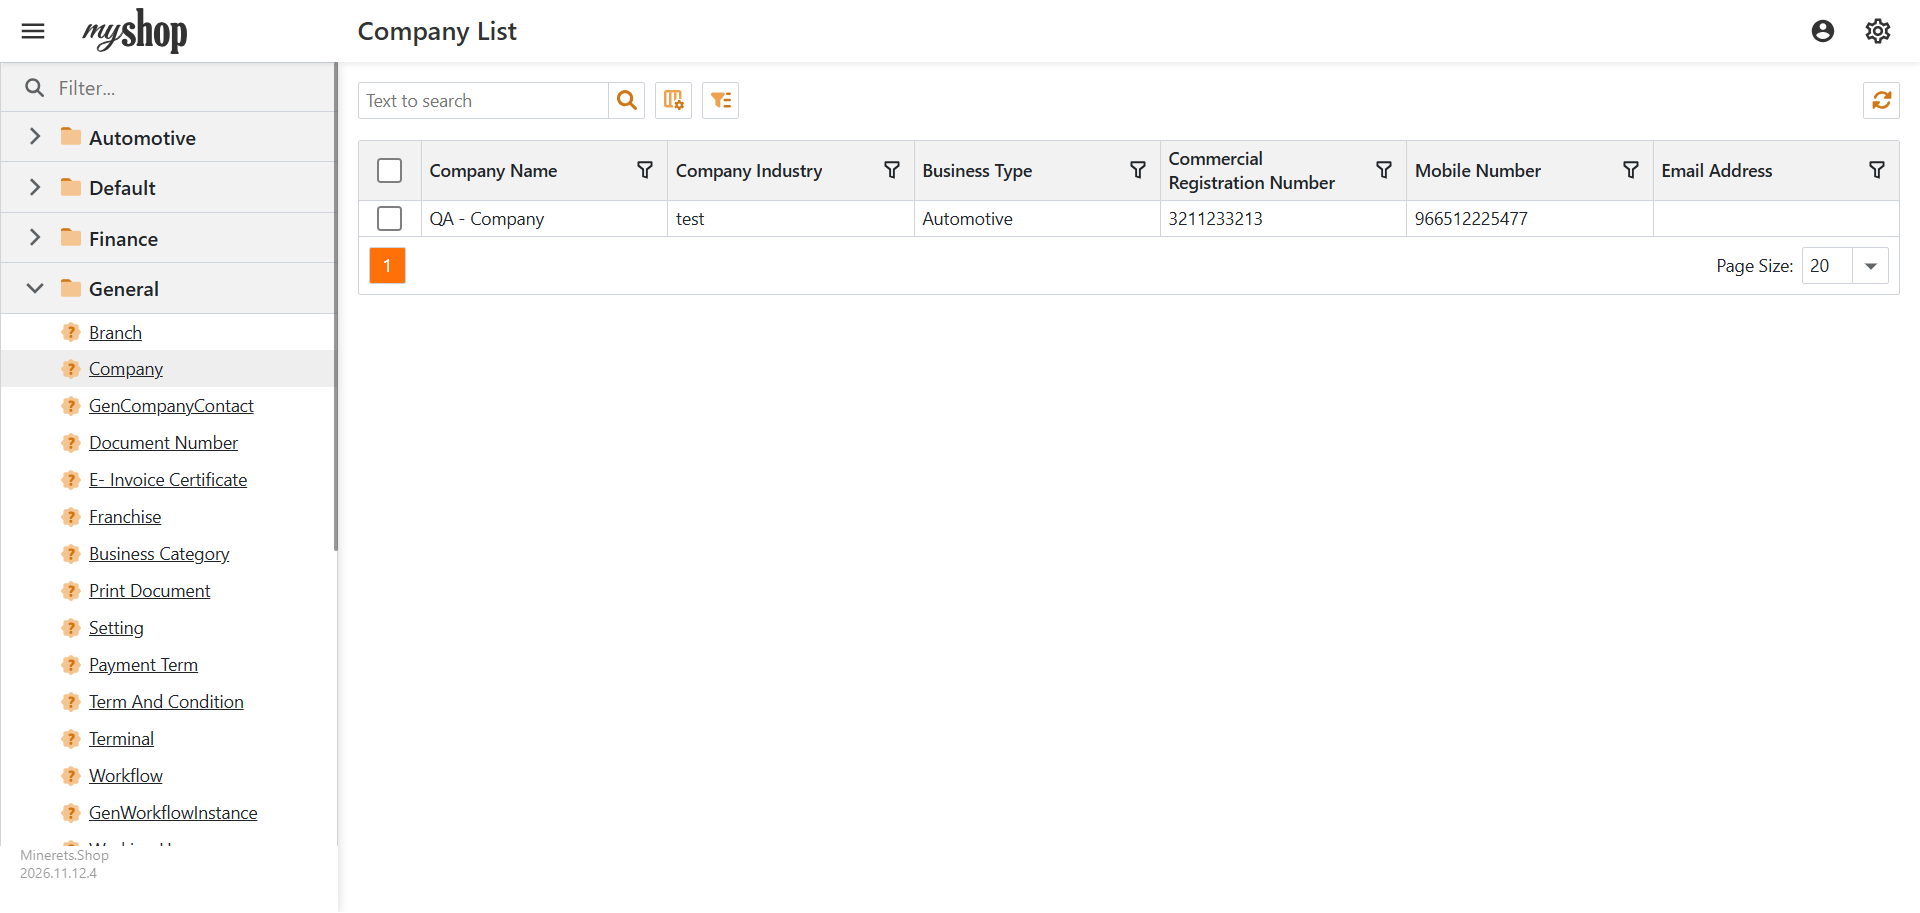 myshop
Company List
Filter...
Automotive
Default
Finance
General
Branch
Company
GenCompanyContact
Document Number
E- Invoice Certificate
Franchise
Business Category
Print Document
Setting
Payment Term
Term And Condition
Terminal
Workflow
GenWorkflowInstance
Minerets.Shop
2026.11.12.4
Text to search
Company Name
Company Industry
Business Type
Commercial
Registration Number
Mobile Number
Email Address
QA - Company
test
Automotive
3211233213
966512225477
1
Page Size:
20